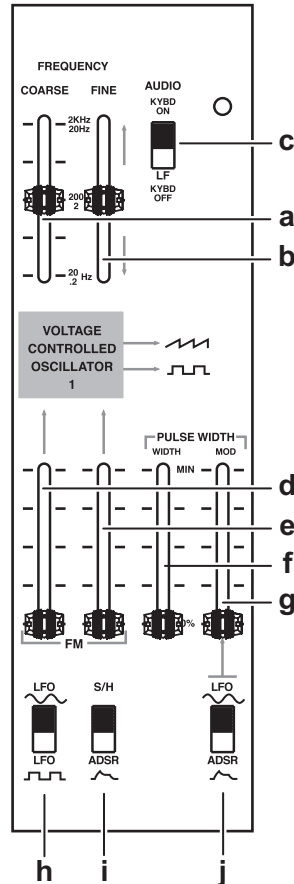 FREQUENCY
COARSE FINE AUDIO
KYBD
ON
2KHz
20Hz
LF
KYBD
OFF
200
2
20
.2 Hz
c
a
b
VOLTAGE
CONTROLLED
OSCILLATOR
1
PULSE WIDTH
WIDTH MOD
MIN
d
e
f
g
FM
LFO S/H LFO
LFO ADSR ADSR
h i j